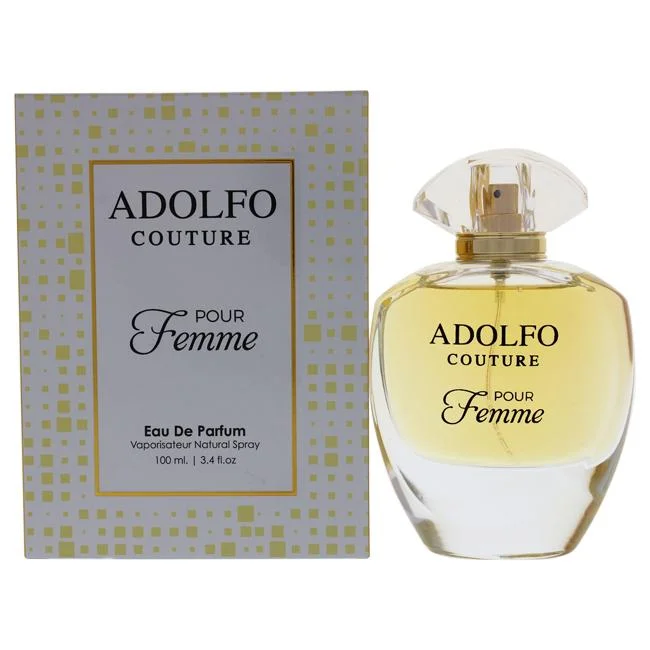 ADOLFO
COUTURE
POUR
Femme
Eau De Parfum
Vaporisateur Natural Spray
100 ml. | 3.4 fl.oz
ADOLFO
COUTURE
POUR
Femme